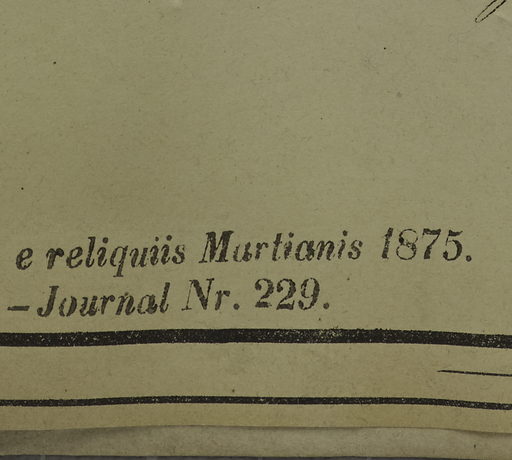 e reliquiis Martianis 1875.
– Journal Nr. 229.